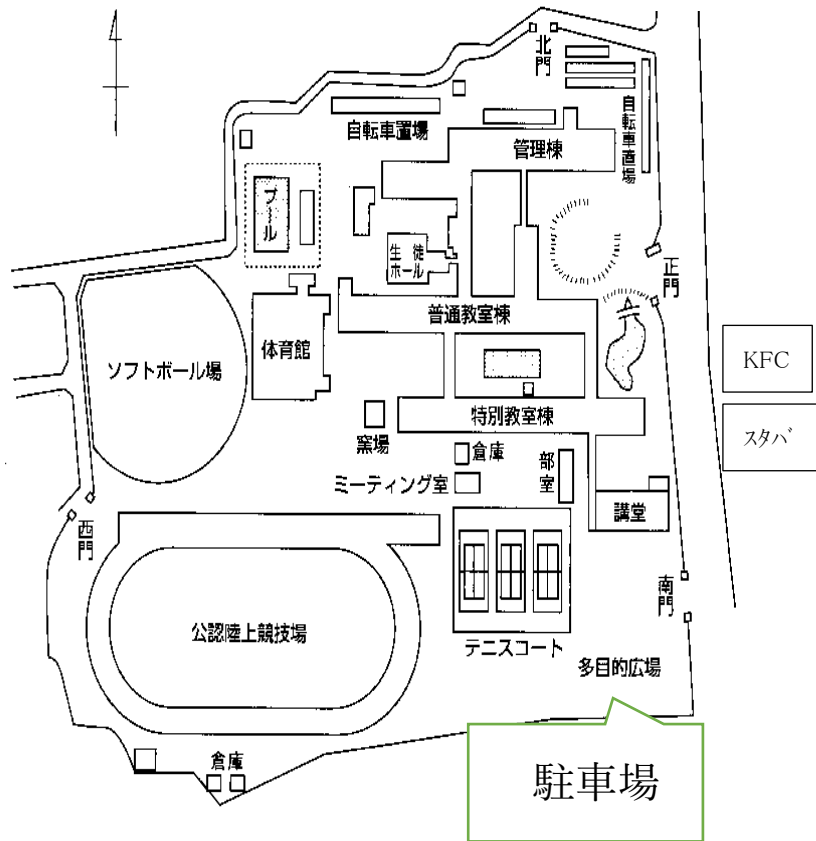 北門
自転車置場
自転車置場
管理棟
プール
生徒
ホール
正門
普通教室棟
体育館
ソフトボール場
KFC
特別教室棟
スタバ
窯場
倉庫
部室
ミーティング室
講堂
西門
南門
公認陸上競技場
テニスコート
多目的広場
倉庫
駐車場